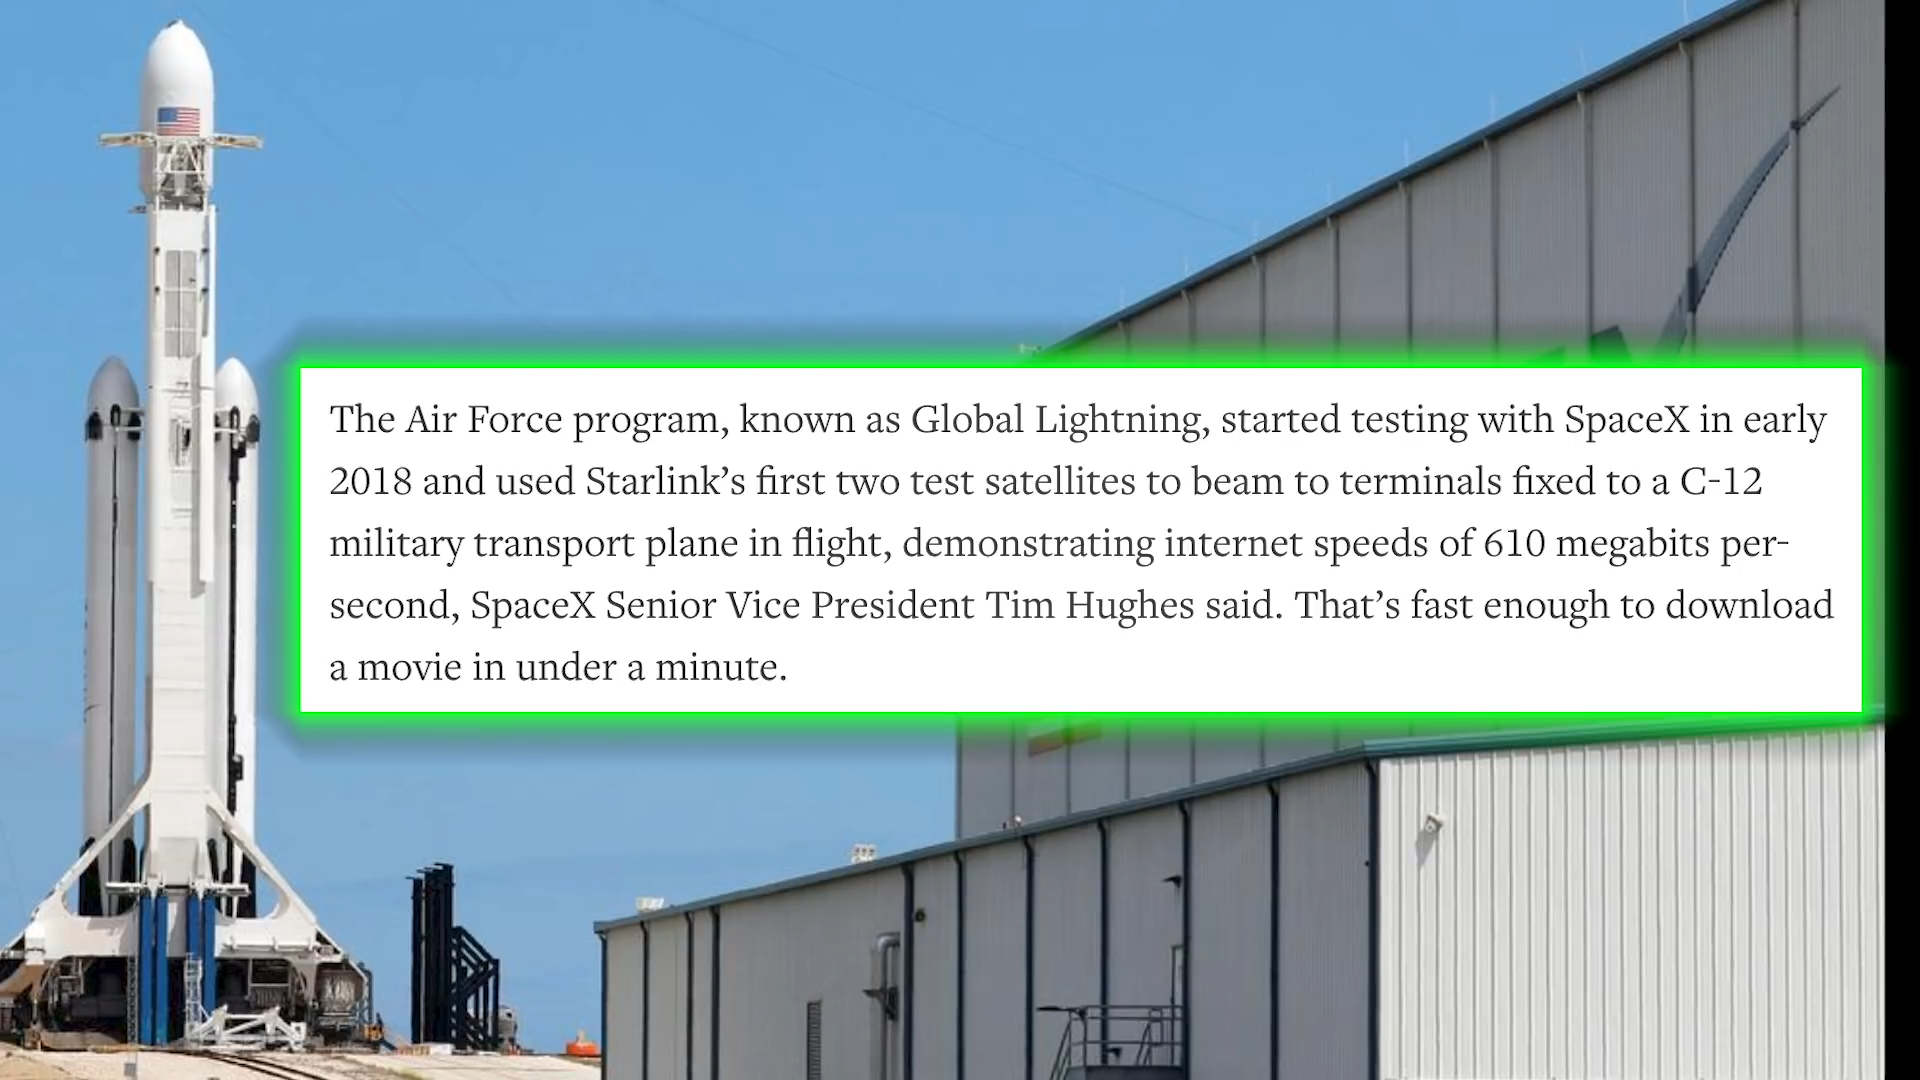 The Air Force program, known as Global Lightning, started testing with SpaceX in early
2018 and used Starlink’s first two test satellites to beam to terminals fixed to a C-12
military transport plane in flight, demonstrating internet speeds of 610 megabits per-
second, SpaceX Senior Vice President Tim Hughes said. That’s fast enough to download
a movie in under a minute.